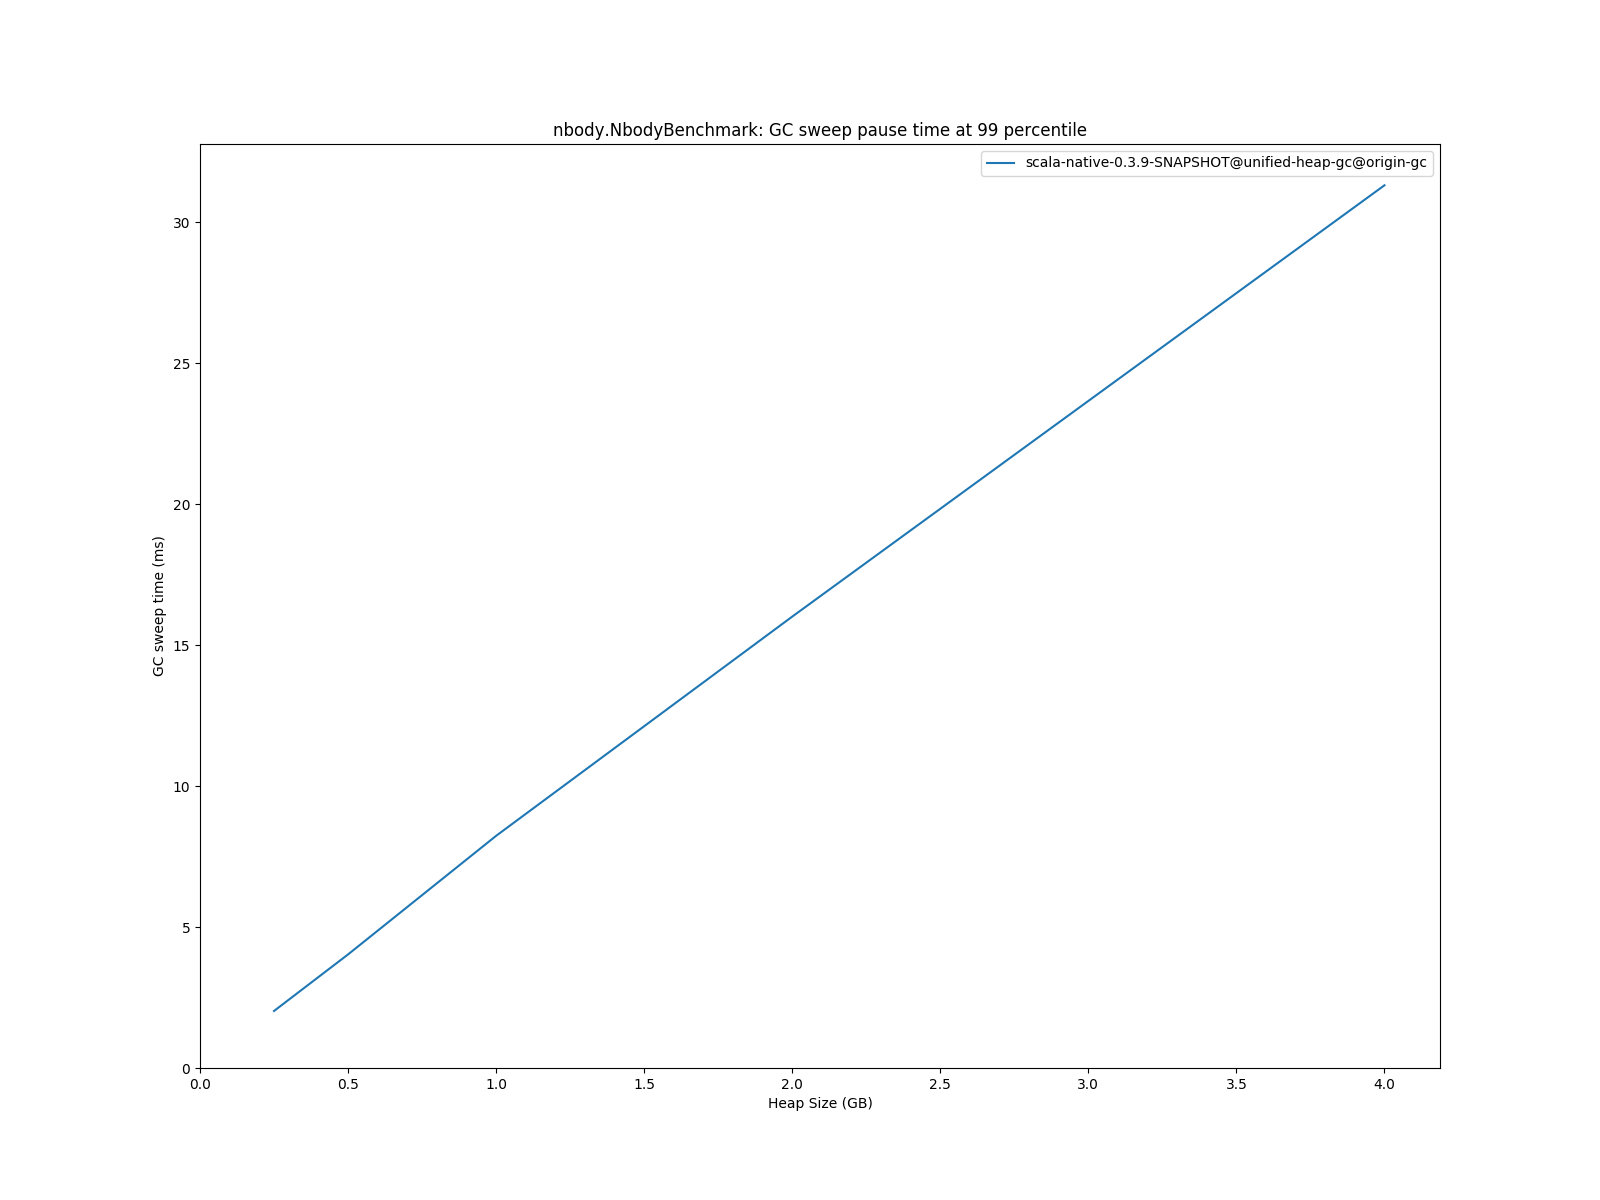 nbody.NbodyBenchmark: GC sweep pause time at 99 percentile
scala-native-0.3.9-SNAPSHOT@unified-heap-gc@origin-gc
30
25
20
15
10
5
0
GC sweep time (ms)
0.0 0.5 1.0 1.5 2.0 2.5 3.0 3.5 4.0
Heap Size (GB)